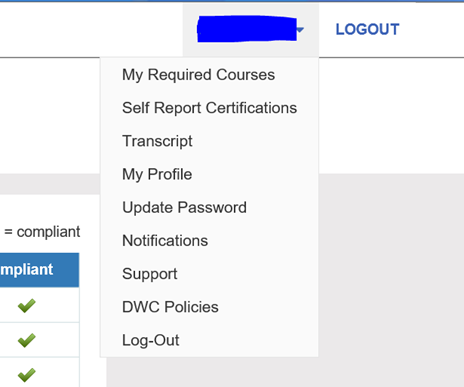 LOGOUT
My Required Courses
Self Report Certifications
Transcript
My Profile
Update Password
= compliant
Notifications
mpliant
Support
DWC Policies
Log-Out